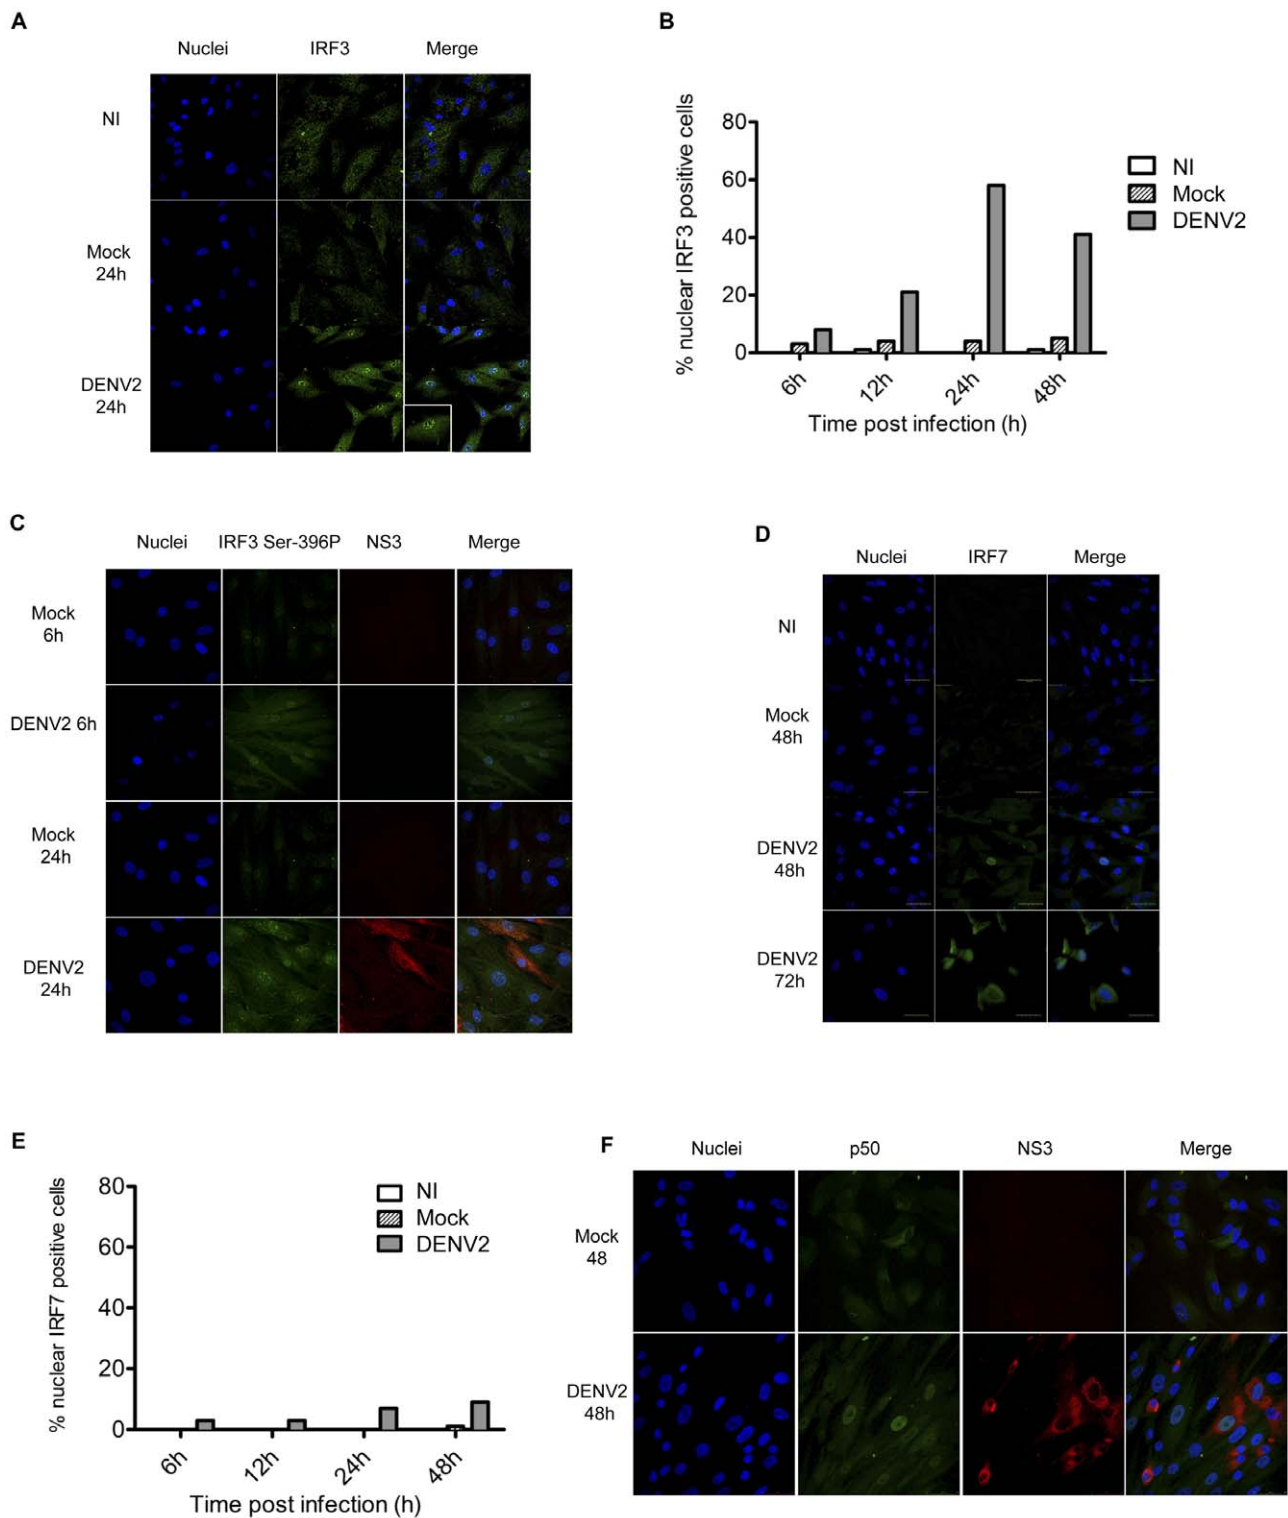 A
Nuclei IRF3 Merge
NI
Mock
24h
DENV2
24h
B
% nuclear IRF3 positive cells
80
60
40
20
0
6h 12h 24h 48h
Time post infection (h)
NI
Mock
DENV2
C
Nuclei IRF3 Ser-396P NS3 Merge
Mock
6h
DENV2 6h
Mock
24h
DENV2
24h
D
Nuclei IRF7 Merge
NI
Mock
48h
DENV2
48h
DENV2
72h
E
% nuclear IRF7 positive cells
80
60
40
20
0
6h 12h 24h 48h
Time post infection (h)
NI
Mock
DENV2
F
Nuclei p50 NS3 Merge
Mock
48
DENV2
48h